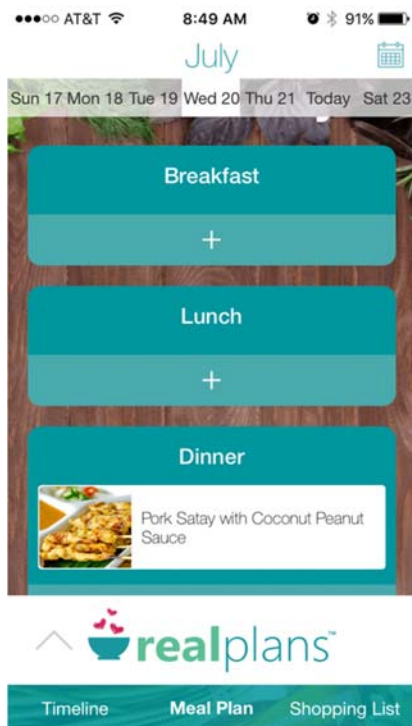 AT&T 8:49 AM 91%
July
Sun 17 Mon 18 Tue 19 Wed 20 Thu 21 Today Sat 23
Breakfast
+
Lunch
+
Dinner
Pork Satay with Coconut Peanut
Sauce
realplans™
Timeline Meal Plan Shopping List